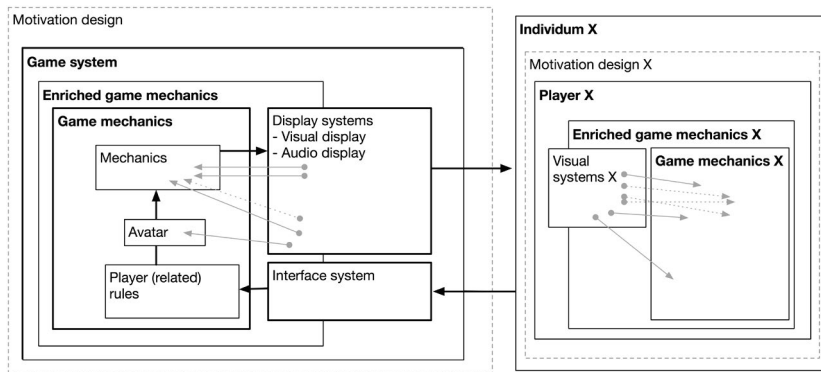 Motivation design
Game system
Enriched game mechanics
Game mechanics
Mechanics
Avatar
Player (related)
rules
Display systems
- Visual display
- Audio display
Interface system
Individum X
Motivation design X
Player X
Enriched game mechanics X
Visual
systems X
Game mechanics X